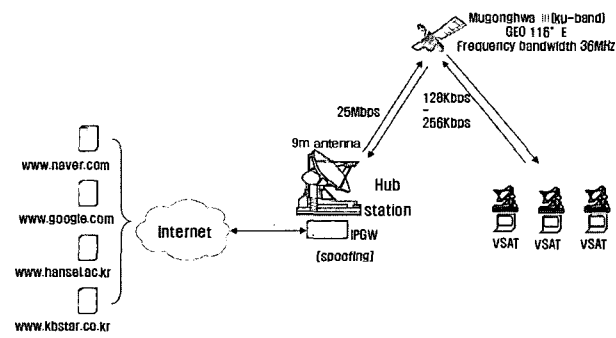 Mugonghwa III(ku-band)
GEO 116° E
Frequency bandwidth 36MHz
25Mbps
128Kbps
-
256Kbps
9m antenna
www.naver.com
Hub
station
www.google.com
Internet
IPGW
(spoofing)
VSAT VSAT VSAT
www.hansei.ac.kr
www.kbstar.co.kr